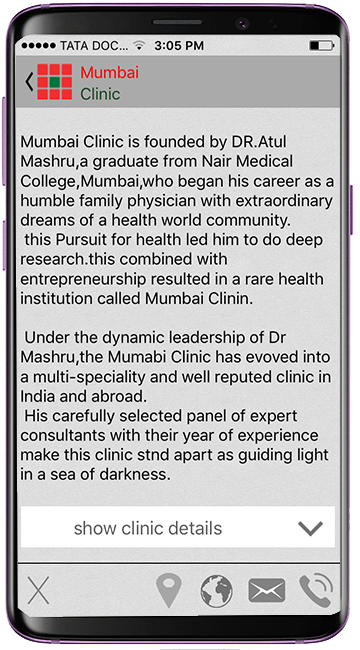 TATA DOC... 3:05 PM
Mumbai
Clinic
Mumbai Clinic is founded by DR.Atul
Mashru,a graduate from Nair Medical
College,Mumbai,who began his career as a
humble family physician with extraordinary
dreams of a health world community.
this Pursuit for health led him to do deep
research.this combined with
entrepreneurship resulted in a rare health
institution called Mumbai Clinin.
Under the dynamic leadership of Dr
Mashru,the Mumabi Clinic has evoved into
a multi-speciality and well reputed clinic in
India and abroad.
His carefully selected panel of expert
consultants with their year of experience
make this clinic stnd apart as guiding light
in a sea of darkness.
show clinic details